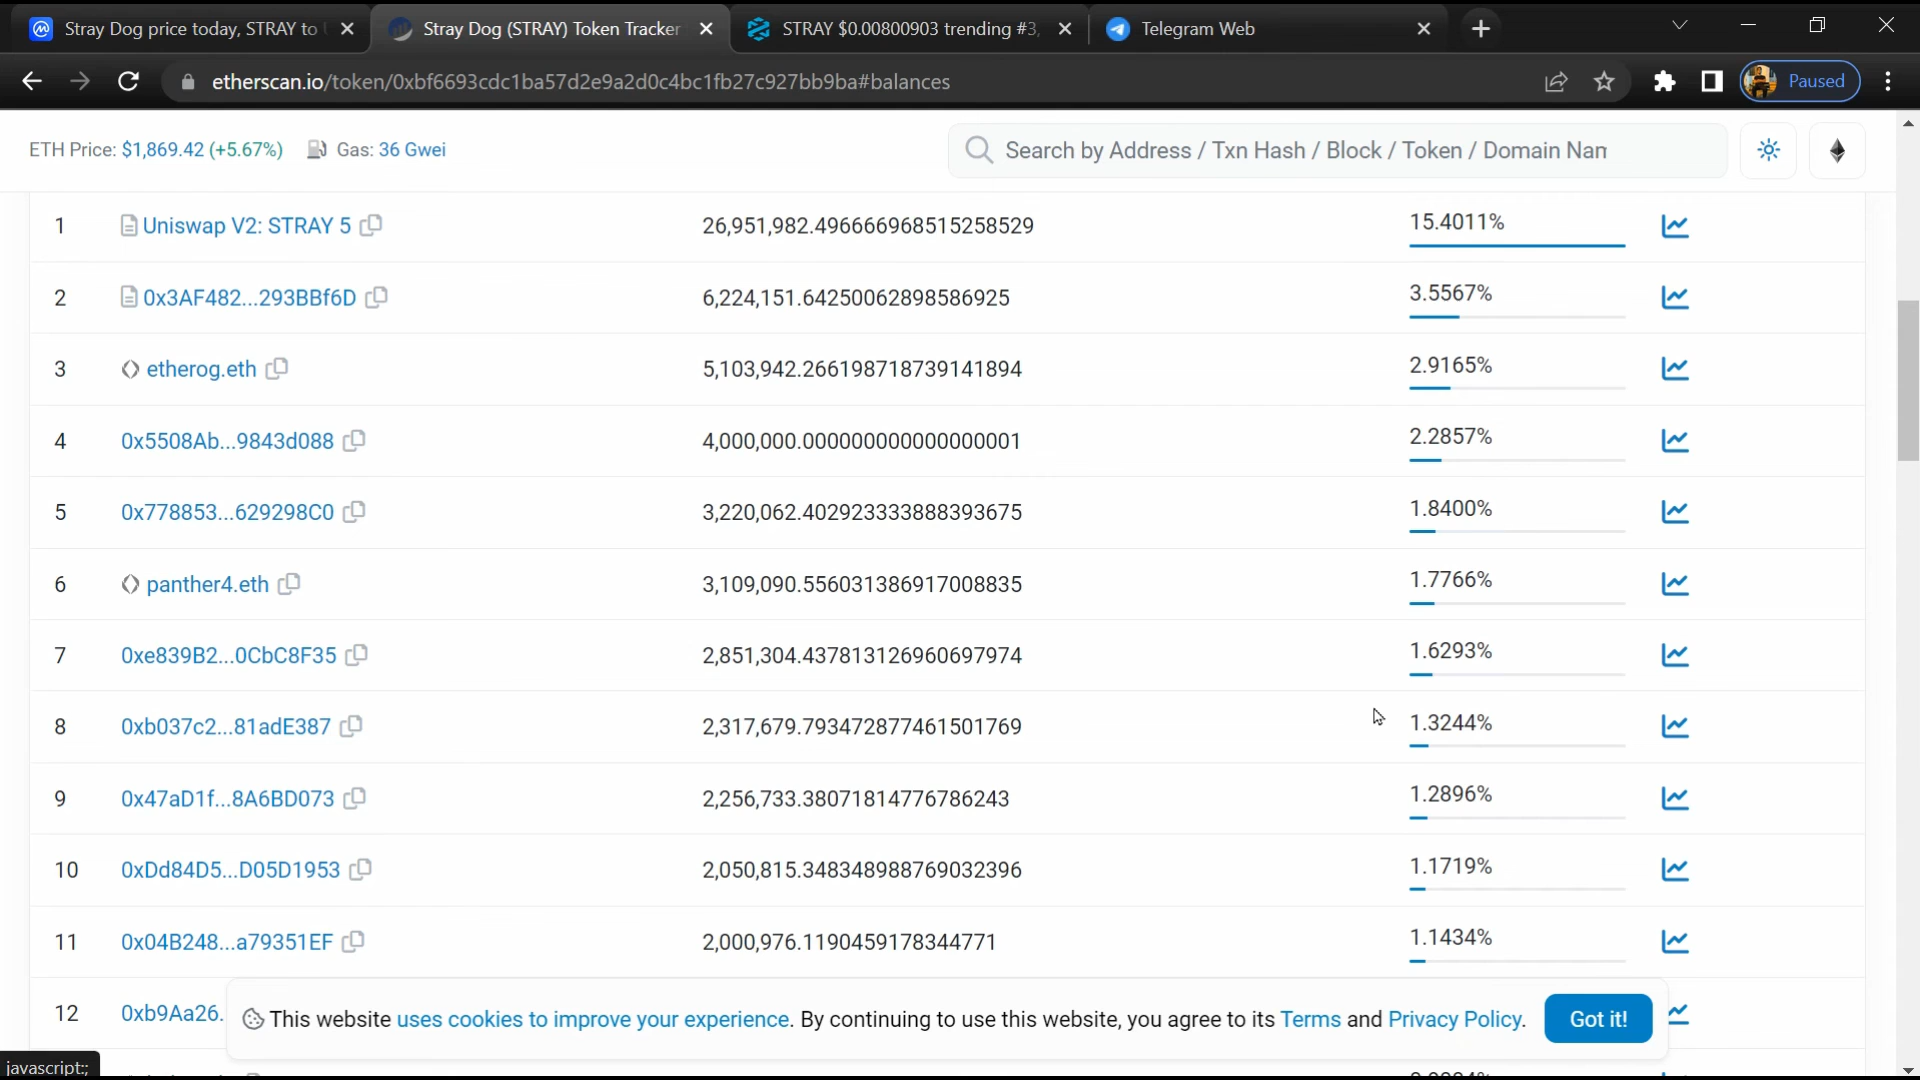 Stray Dog price today, STRAY to
Stray Dog (STRAY) Token Tracker
STRAY $0.00800903 trending #3,
Telegram Web
etherscan.io/token/0xbf6693cdc1ba57d2e9a2d0c4bc1fb27c927bb9ba#balances
Paused
ETH Price: $1,869.42 (+5.67%)
Gas: 36 Gwei
Search by Address / Txn Hash / Block / Token / Domain Nam
1 Uniswap V2: STRAY 5 26,951,982.496666968515258529 15.4011%
2 0x3AF482...293BBf6D 6,224,151.64250062898586925 3.5567%
3 etherog.eth 5,103,942.266198718739141894 2.9165%
4 0x5508Ab...9843d088 4,000,000.000000000000000001 2.2857%
5 0x778853...629298C0 3,220,062.402923333888393675 1.8400%
6 panther4.eth 3,109,090.556031386917008835 1.7766%
7 0xe839B2...0CbC8F35 2,851,304.437813126960697974 1.6293%
8 0xb037c2...81adE387 2,317,679.793472877461501769 1.3244%
9 0x47aD1f...8A6BD073 2,256,733.38071814776786243 1.2896%
10 0xDd84D5...D05D1953 2,050,815.348348988769032396 1.1719%
11 0x04B248...a79351EF 2,000,976.1190459178344771 1.1434%
12 0xb9Aa26.
This website uses cookies to improve your experience. By continuing to use this website, you agree to its Terms and Privacy Policy.
Got it!
javascript:;